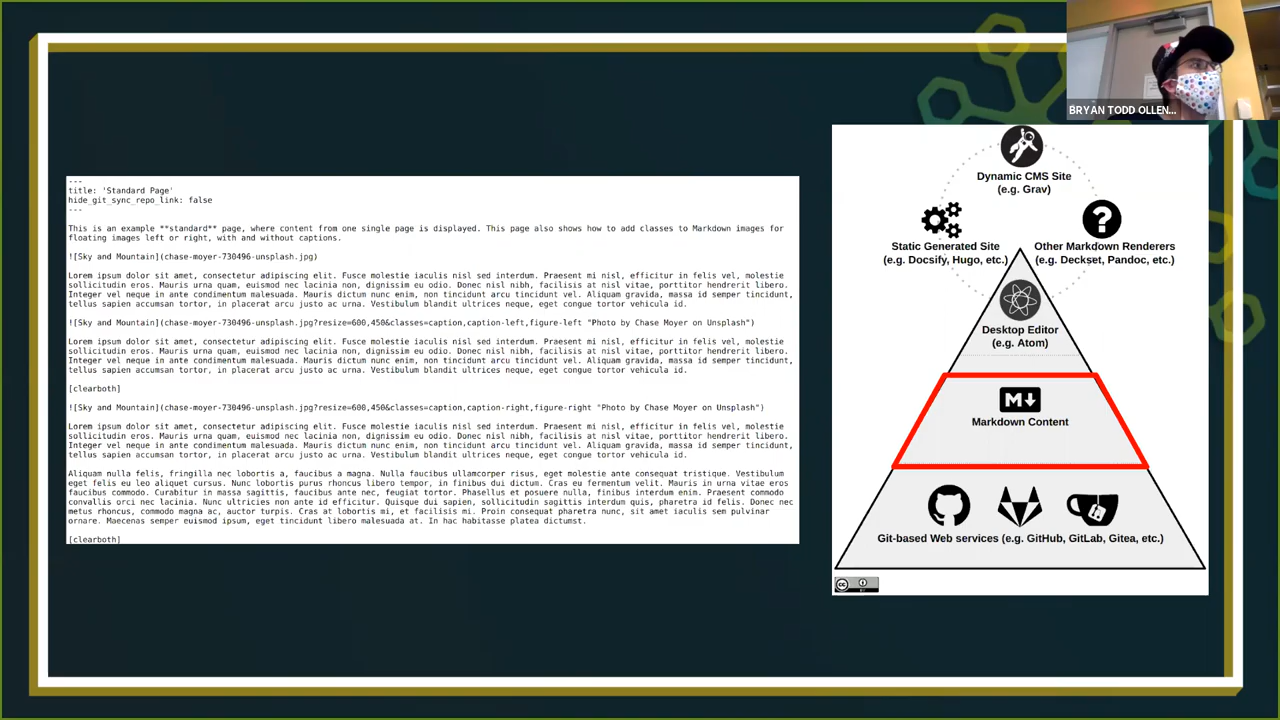 BRYAN TODD OLLEN...
---
title: 'Standard Page'
hide_git_sync_repo_link: false
---
This is an example **standard** page, where content from one single page is displayed. This page also shows how to add classes to Markdown images for
floating images left or right, with and without captions.
![Sky and Mountain](chase-moyer-730496-unsplash.jpg)
Lorem ipsum dolor sit amet, consectetur adipiscing elit. Fusce molestie iaculis nisl sed interdum. Praesent mi nisl, efficitur in felis vel, molestie
sollicitudin erat. Mauris urna quam, euismod nec lacinia, dignissim eu odio. Donec nisl nibh, facilisis at nisl vitae, porttitor hendrerit libero.
Integer vel neque in ante condimentum malesuada. Mauris dictum nunc enim, non tincidunt arcu tincidunt vel. Aliquam gravida, massa id semper tincidunt,
tellus sapien accumsan tortor, in placerat arcu justo ac urna. Vestibulum blandit ultrices neque, eget congue tortor vehicula id.
![Sky and Mountain](chase-moyer-730496-unsplash.jpg?resize=600,450&classes=caption,caption-left,figure-left "Photo by Chase Moyer on Unsplash")
Lorem ipsum dolor sit amet, consectetur adipiscing elit. Fusce molestie iaculis nisl sed interdum. Praesent mi nisl, efficitur in felis vel, molestie
sollicitudin erat. Mauris urna quam, euismod nec lacinia, dignissim eu odio. Donec nisl nibh, facilisis at nisl vitae, porttitor hendrerit libero.
Integer vel neque in ante condimentum malesuada. Mauris dictum nunc enim, non tincidunt arcu tincidunt vel. Aliquam gravida, massa id semper tincidunt,
tellus sapien accumsan tortor, in placerat arcu justo ac urna. Vestibulum blandit ultrices neque, eget congue tortor vehicula id.
[clearboth]
![Sky and Mountain](chase-moyer-730496-unsplash.jpg?resize=600,450&classes=caption,caption-right,figure-right "Photo by Chase Moyer on Unsplash")
Lorem ipsum dolor sit amet, consectetur adipiscing elit. Fusce molestie iaculis nisl sed interdum. Praesent mi nisl, efficitur in felis vel, molestie
sollicitudin erat. Mauris urna quam, euismod nec lacinia, dignissim eu odio. Donec nisl nibh, facilisis at nisl vitae, porttitor hendrerit libero.
Integer vel neque in ante condimentum malesuada. Mauris dictum nunc enim, non tincidunt arcu tincidunt vel. Aliquam gravida, massa id semper tincidunt,
tellus sapien accumsan tortor, in placerat arcu justo ac urna. Vestibulum blandit ultrices neque, eget congue tortor vehicula id.
Aliquam nulla felis, fringilla nec lobortis a, faucibus a magna. Nulla faucibus ullamcorper risus, eget molestie ante consequat tristique. Vestibulum
eget felis eu leo aliquet cursus. Nunc lobortis purus rhoncus libero tempor, in finibus dui dictum. Cras eu fermentum velit. Mauris in urna vitae eros
faucibus commodo. Curabitur in massa sagittis, faucibus ante nec, feugiat tortor. Phasellus et posuere nulla, finibus interdum enim. Praesent commodo
convallis orci nec lacinia. Nunc ultricies non ante id efficitur. Cras dui sapien, sollicitudin sagittis interdum quis, pharetra et nunc. Donec nec
metus rhoncus, commodo magna ac, auctor turpis. Cras at lobortis mi, et facilisis mi. Proin consequat pharetra nunc, sit amet iaculis sem pulvinar
ornare. Maecenas semper euismod ipsum, eget tincidunt libero malesuada at. In hac habitasse platea dictumst.
[clearboth]
Dynamic CMS Site
(e.g. Grav)
Static Generated Site
(e.g. Docsify, Hugo, etc.)
Other Markdown Renderers
(e.g. Deckset, Pandoc, etc.)
Desktop Editor
(e.g. Atom)
M
Markdown Content
Git-based Web services (e.g. GitHub, GitLab, Gitea, etc.)
cc